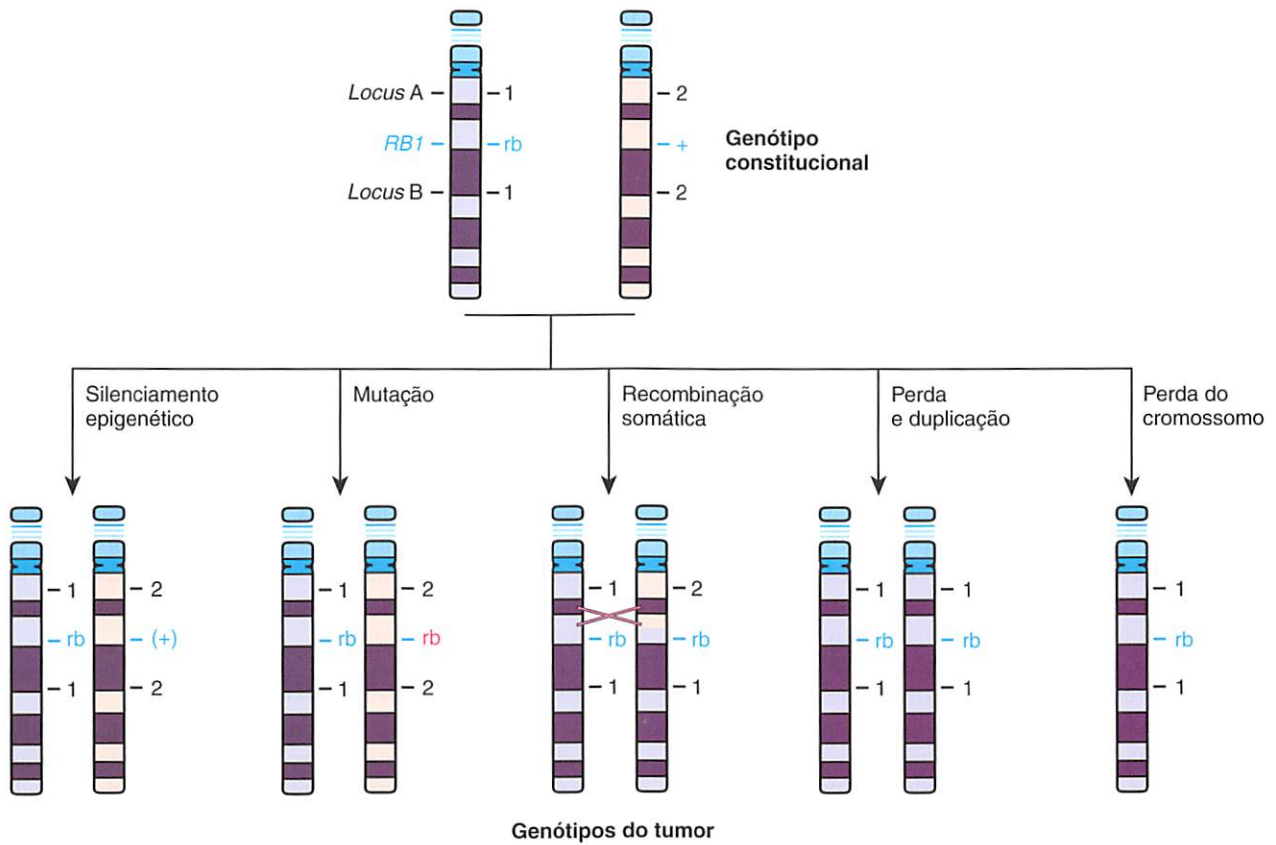 Locus A – – 1 – 2
RB1 – – rb – +
Locus B – – 1 – 2
Genótipo
constitucional
Silenciamento
epigenético
Mutação
Recombinação
somática
Perda
e duplicação
Perda do
cromossomo
– 1 – 2 – 1 – 2 – 1 – 2 – 1 – 1 – 1
– rb – (+) – rb – rb – rb – rb – rb – rb – rb
– 1 – 2 – 1 – 2 – 1 – 1 – 1 – 1 – 1
Genótipos do tumor